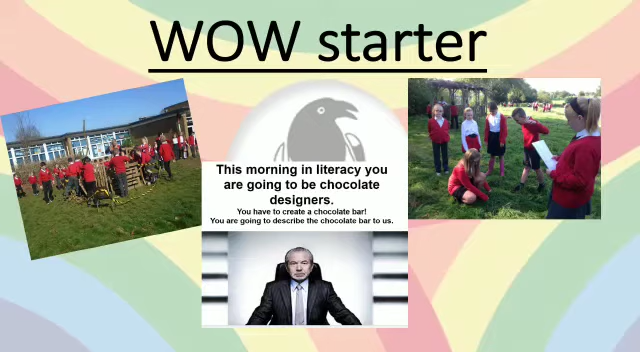 WOW starter
This morning in literacy you
are going to be chocolate
designers.
You have to create a chocolate bar!
You are going to describe the chocolate bar to us.